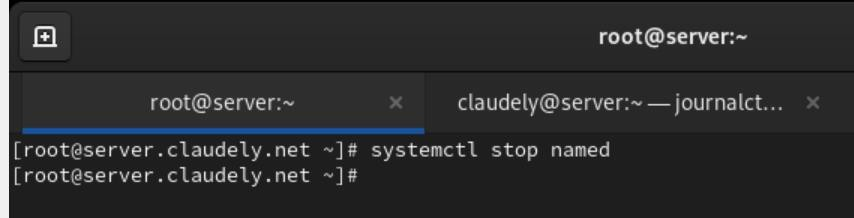 root@server:~
root@server:~ × claudely@server:~ — journalct... ×
[root@server.claudely.net ~]# systemctl stop named
[root@server.claudely.net ~]#